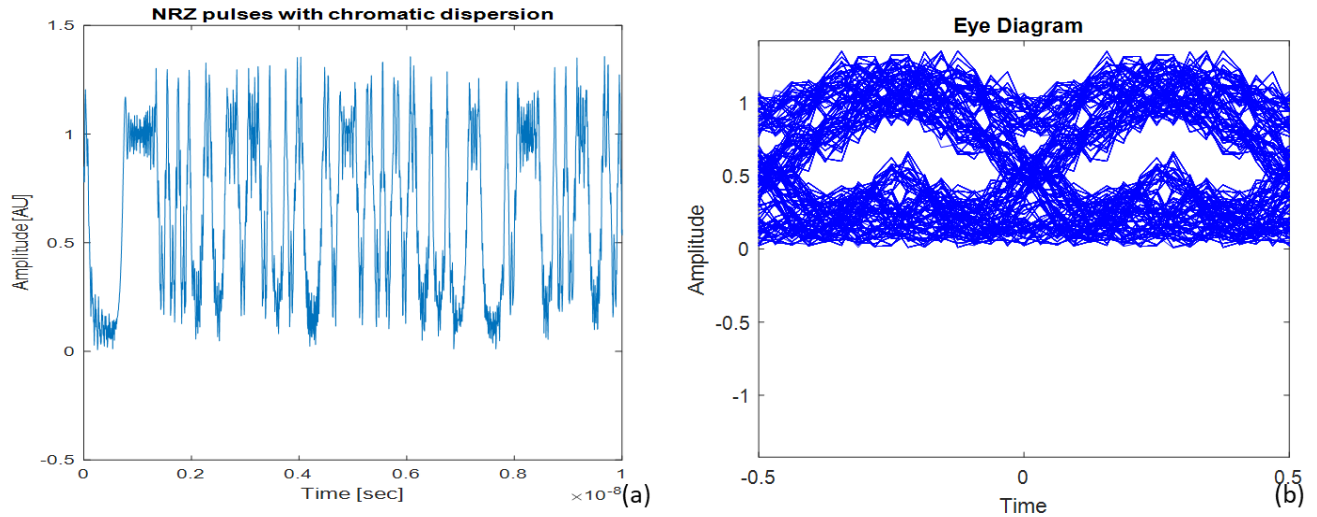 NRZ pulses with chromatic dispersion
1.5
1
0.5
0
-0.5
Amplitude [AU]
0 0.2 0.4 0.6 0.8 1
Time [sec]
×10⁻⁸
(a)
Eye Diagram
1
0.5
0
-0.5
-1
Amplitude
-0.5 0 0.5
Time
(b)